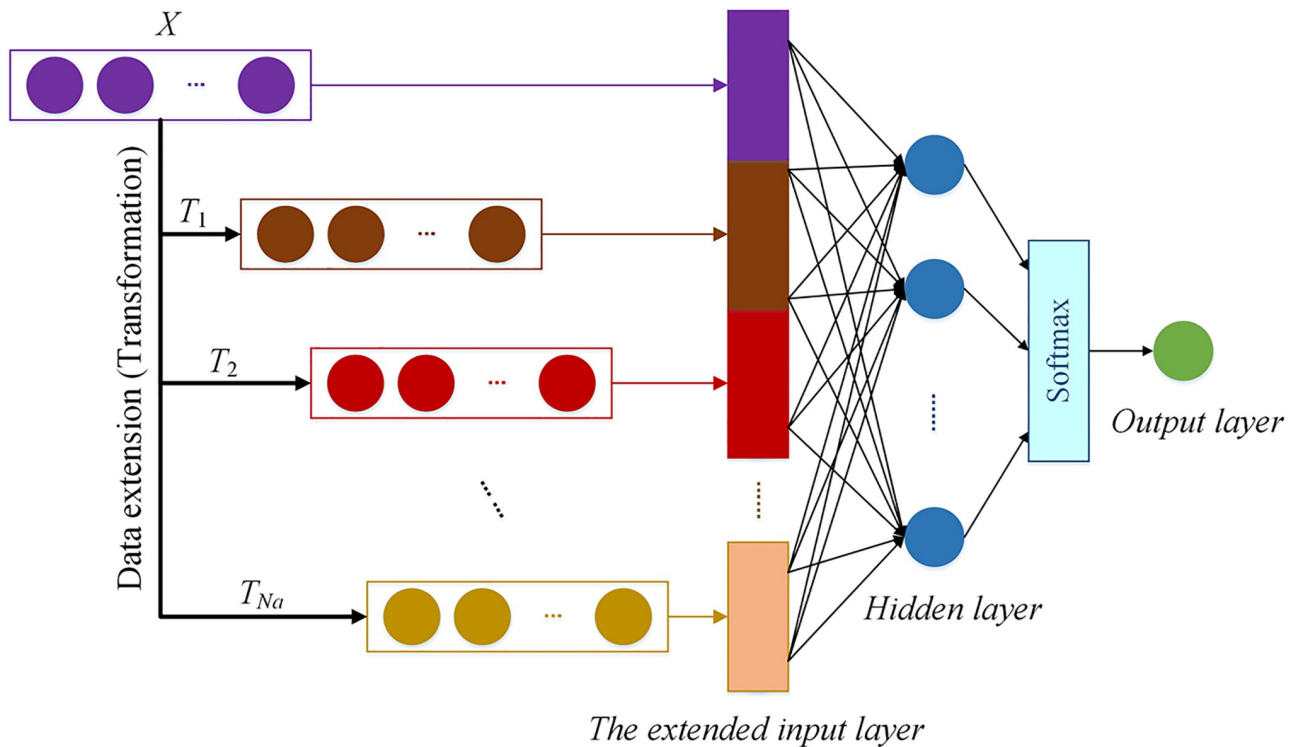 X
Data extension (Transformation)
T1
T2
TNa
Softmax
Output layer
Hidden layer
The extended input layer